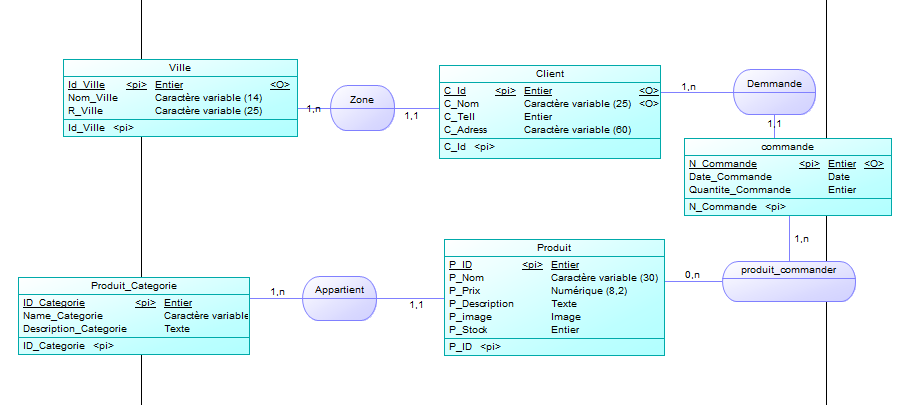 Ville
Id_Ville <pi> Entier <O>
Nom_Ville Caractère variable (14)
R_Ville Caractère variable (25)
Id_Ville <pi>
1,n
Zone
1,1
Client
C_Id <pi> Entier <O>
C_Nom Caractère variable (25) <O>
C_Tell Entier
C_Adress Caractère variable (60)
C_Id <pi>
1,n
Demmande
1,1
commande
N_Commande <pi> Entier <O>
Date_Commande Date
Quantite_Commande Entier
N_Commande <pi>
1,n
produit_commander
0,n
Produit
P_ID <pi> Entier
P_Nom Caractère variable (30)
P_Prix Numérique (8,2)
P_Description Texte
P_image Image
P_Stock Entier
P_ID <pi>
1,1
Appartient
1,n
Produit_Categorie
ID_Categorie <pi> Entier
Name_Categorie Caractère variable
Description_Categorie Texte
ID_Categorie <pi>